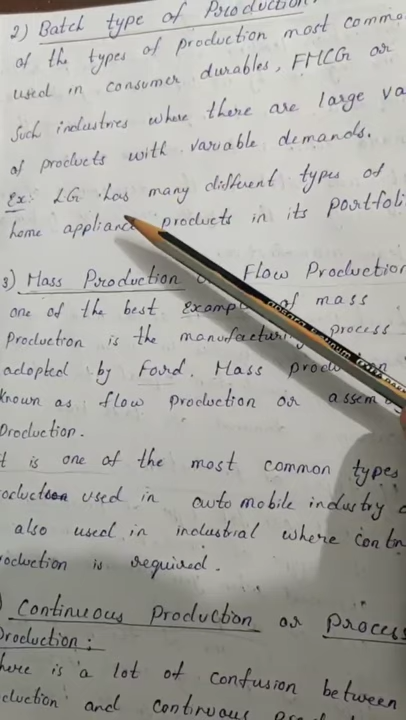 2) Batch type of Production
of the types of production most commo
used in consumer durables, FMCG or
such industries where there are large va
of products with variable demands.
Ex: LG has many different types of
home appliance products in its portfoli
3) Mass Production Flow Production
one of the best Example of mass
Production is the manufacturing process
adopted by Ford. Mass produ
known as flow production or assem
production.
t is one of the most common types
oduction used in automobile industry
also used in industrial where cont
roduction is required.
) Continuous Production or Process
Production:
here is a lot of confusion between
duction and continuous